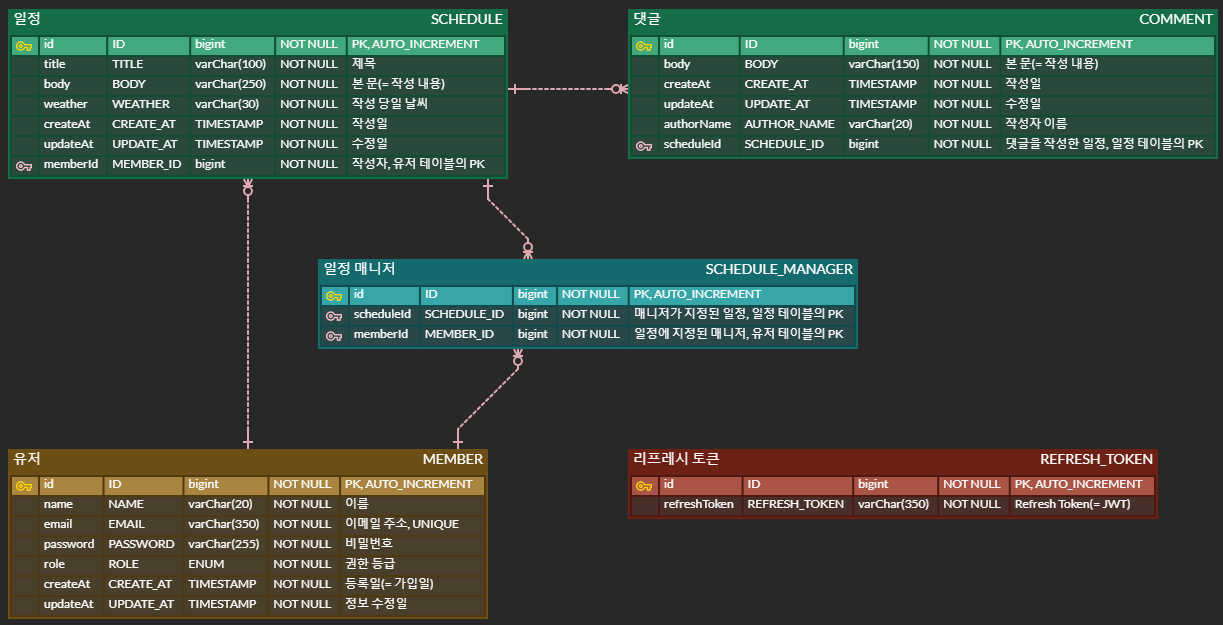 일정 SCHEDULE
id ID bigint NOT NULL PK, AUTO_INCREMENT
title TITLE varChar(100) NOT NULL 제목
body BODY varChar(250) NOT NULL 본 문(= 작성 내용)
weather WEATHER varChar(30) NOT NULL 작성 당일 날씨
createAt CREATE_AT TIMESTAMP NOT NULL 작성일
updateAt UPDATE_AT TIMESTAMP NOT NULL 수정일
memberId MEMBER_ID bigint NOT NULL 작성자, 유저 테이블의 PK
댓글 COMMENT
id ID bigint NOT NULL PK, AUTO_INCREMENT
body BODY varChar(150) NOT NULL 본 문(= 작성 내용)
createAt CREATE_AT TIMESTAMP NOT NULL 작성일
updateAt UPDATE_AT TIMESTAMP NOT NULL 수정일
authorName AUTHOR_NAME varChar(20) NOT NULL 작성자 이름
scheduleId SCHEDULE_ID bigint NOT NULL 댓글을 작성한 일정, 일정 테이블의 PK
일정 매니저 SCHEDULE_MANAGER
id ID bigint NOT NULL PK, AUTO_INCREMENT
scheduleId SCHEDULE_ID bigint NOT NULL 매니저가 지정된 일정, 일정 테이블의 PK
memberId MEMBER_ID bigint NOT NULL 일정에 지정된 매니저, 유저 테이블의 PK
유저 MEMBER
id ID bigint NOT NULL PK, AUTO_INCREMENT
name NAME varChar(20) NOT NULL 이름
email EMAIL varChar(350) NOT NULL 이메일 주소, UNIQUE
password PASSWORD varChar(255) NOT NULL 비밀번호
role ROLE ENUM NOT NULL 권한 등급
createAt CREATE_AT TIMESTAMP NOT NULL 등록일(= 가입일)
updateAt UPDATE_AT TIMESTAMP NOT NULL 정보 수정일
리프레시 토큰 REFRESH_TOKEN
id ID bigint NOT NULL PK, AUTO_INCREMENT
refreshToken REFRESH_TOKEN varChar(350) NOT NULL Refresh Token(= JWT)